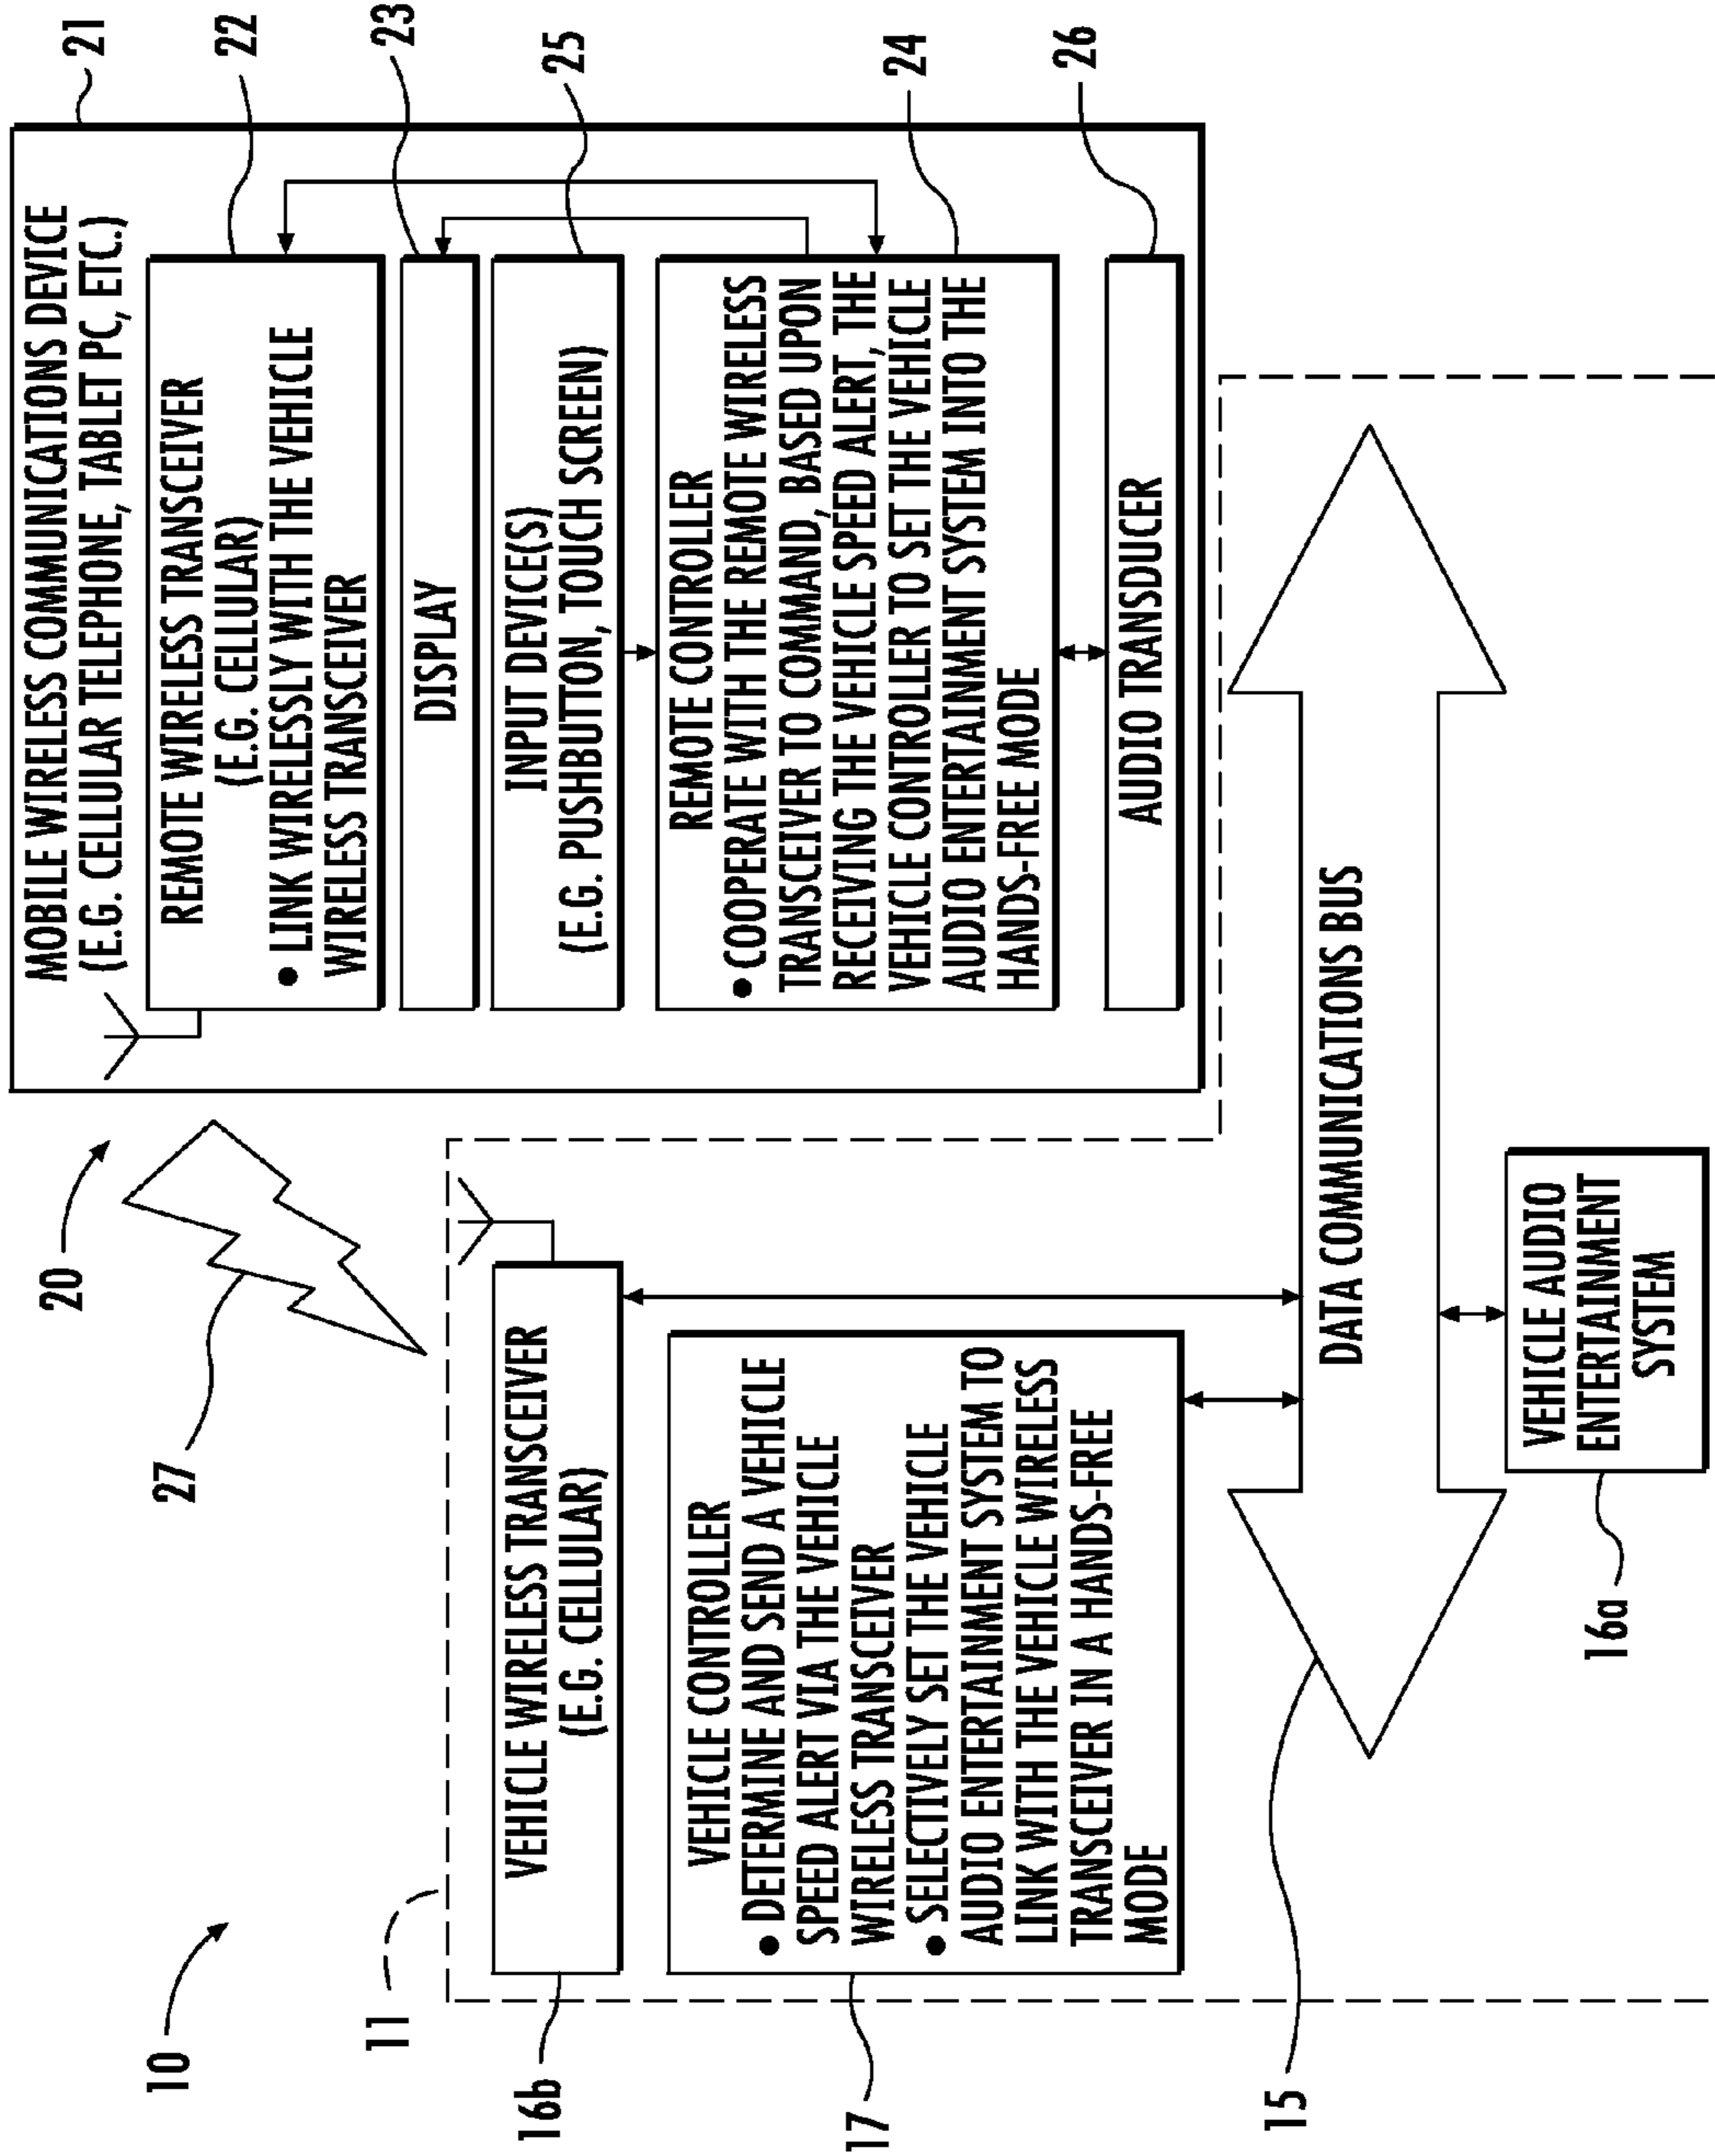 10
20
27
11
16b
17
15
16a
21
22
23
25
24
26
MOBILE WIRELESS COMMUNICATIONS DEVICE
(E.G. CELLULAR TELEPHONE, TABLET PC, ETC.)
REMOTE WIRELESS TRANSCEIVER
(E.G. CELLULAR)
• LINK WIRELESSLY WITH THE VEHICLE
WIRELESS TRANSCEIVER
DISPLAY
INPUT DEVICE(S)
(E.G. PUSHBUTTON, TOUCH SCREEN)
REMOTE CONTROLLER
• COOPERATE WITH THE REMOTE WIRELESS
TRANSCEIVER TO COMMAND, BASED UPON
RECEIVING THE VEHICLE SPEED ALERT, THE
VEHICLE CONTROLLER TO SET THE VEHICLE
AUDIO ENTERTAINMENT SYSTEM INTO THE
HANDS-FREE MODE
AUDIO TRANSDUCER
VEHICLE WIRELESS TRANSCEIVER
(E.G. CELLULAR)
VEHICLE CONTROLLER
• DETERMINE AND SEND A VEHICLE
SPEED ALERT VIA THE VEHICLE
WIRELESS TRANSCEIVER
• SELECTIVELY SET THE VEHICLE
AUDIO ENTERTAINMENT SYSTEM TO
LINK WITH THE VEHICLE WIRELESS
TRANSCEIVER IN A HANDS-FREE
MODE
DATA COMMUNICATIONS BUS
VEHICLE AUDIO
ENTERTAINMENT
SYSTEM